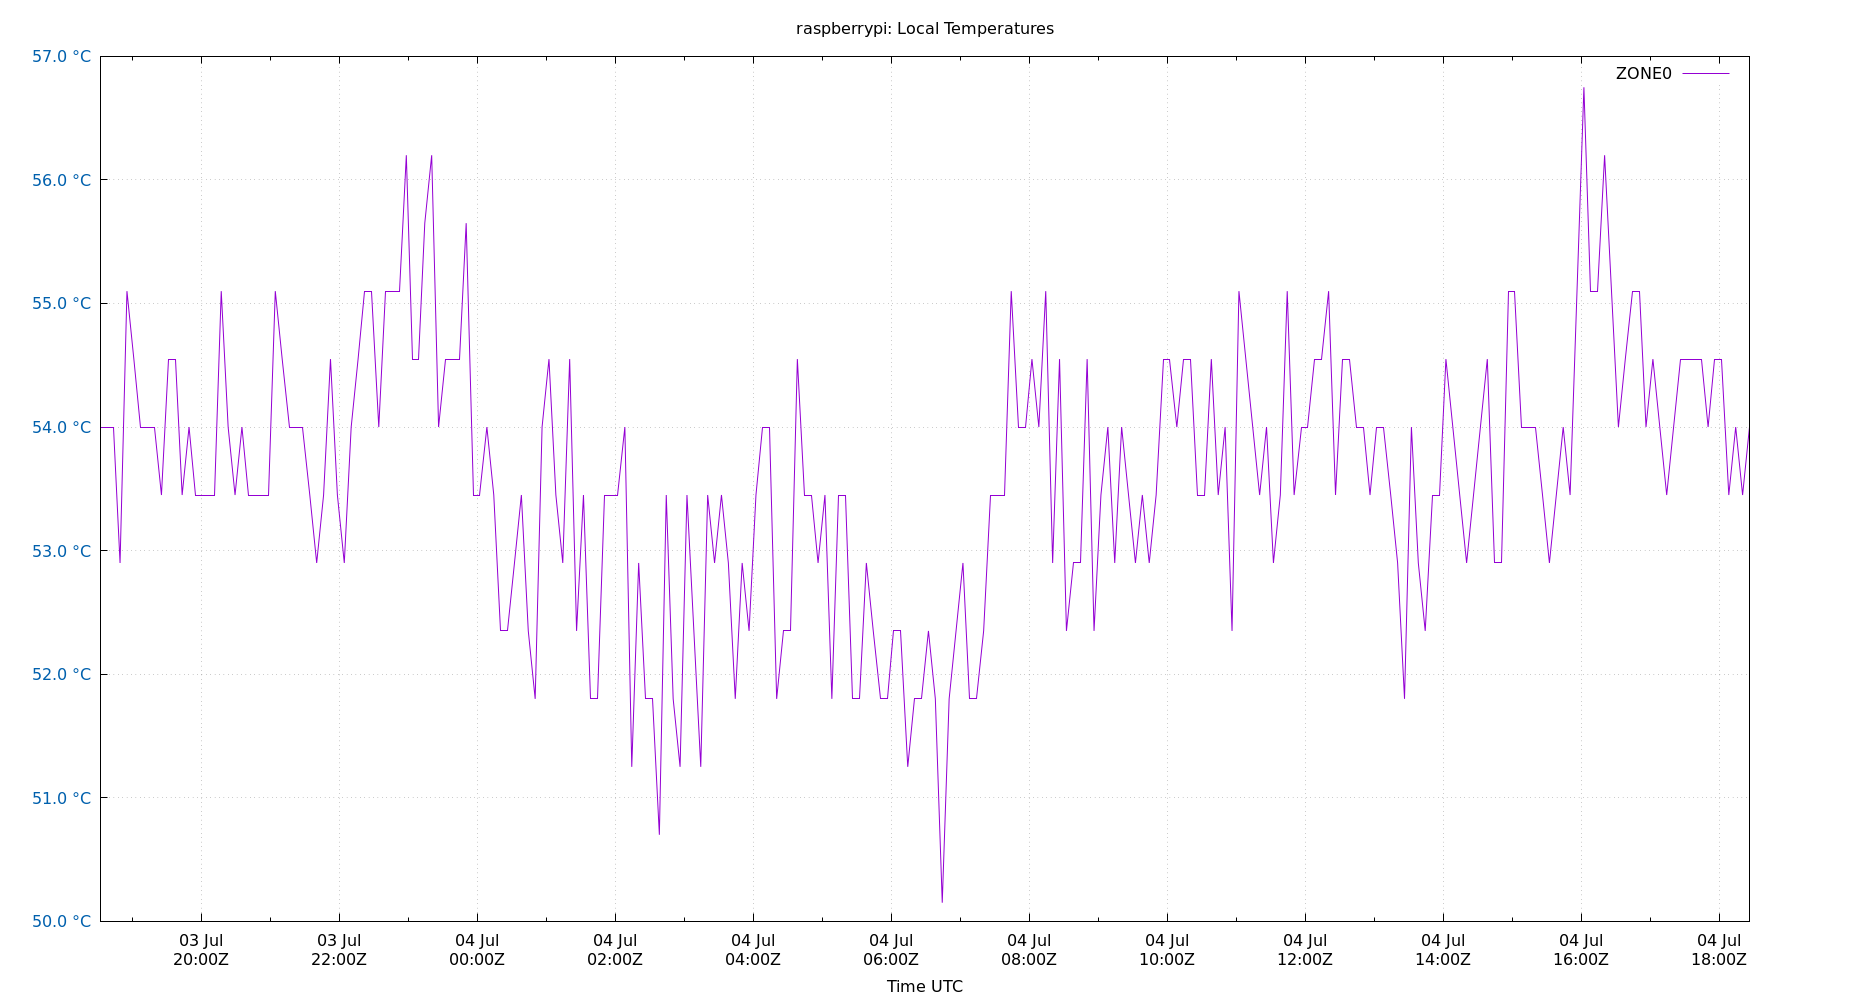 raspberrypi: Local Temperatures
57.0 °C
56.0 °C
55.0 °C
54.0 °C
53.0 °C
52.0 °C
51.0 °C
50.0 °C
ZONE0
03 Jul 03 Jul 04 Jul 04 Jul 04 Jul 04 Jul 04 Jul 04 Jul 04 Jul 04 Jul 04 Jul 04 Jul
20:00Z 22:00Z 00:00Z 02:00Z 04:00Z 06:00Z 08:00Z 10:00Z 12:00Z 14:00Z 16:00Z 18:00Z
Time UTC